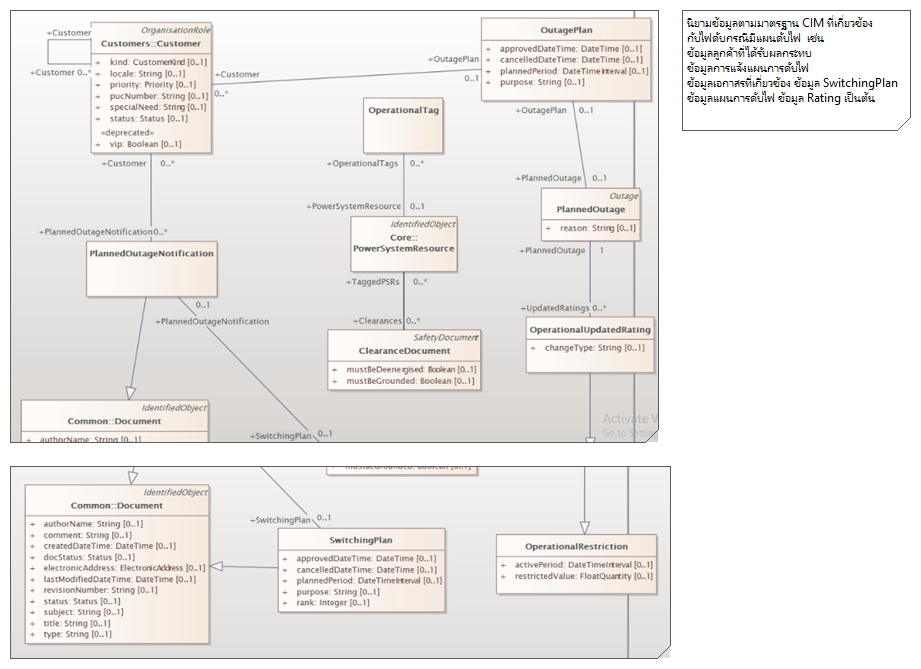 +Customer
OrganisationRole
Customers::Customer
+ kind: CustomerKind [0..1]
+ locale: String [0..1]
+ priority: Priority [0..1]
+ pucNumber: String [0..1]
+ specialNeed: String [0..1]
+ status: Status [0..1]
«deprecated»
+ vip: Boolean [0..1]
+Customer 0..*
+Customer
0..*
+OutagePlan
0..1
OutagePlan
+ approvedDateTime: DateTime [0..1]
+ cancelledDateTime: DateTime [0..1]
+ plannedPeriod: DateTimeInterval [0..1]
+ purpose: String [0..1]
+OutagePlan 0..1
OperationalTag
+OperationalTags 0..*
+PowerSystemResource 0..1
IdentifiedObject
Core::
PowerSystemResource
+TaggedPSRs 0..*
+Clearances 0..*
SafetyDocument
ClearanceDocument
+ mustBeDeenergised: Boolean [0..1]
+ mustBeGrounded: Boolean [0..1]
+PlannedOutage 0..1
Outage
PlannedOutage
+ reason: String [0..1]
+PlannedOutage 1
+UpdatedRatings 0..*
OperationalUpdatedRating
+ changeType: String [0..1]
+Customer 0..*
+PlannedOutageNotification 0..*
PlannedOutageNotification
0..1
+PlannedOutageNotification
IdentifiedObject
Common::Document
+ authorName: String [0..1]
+SwitchingPlan 0..1
Activate W
Go to Settin
นิยามข้อมูลตามมาตรฐาน CIM ที่เกี่ยวข้อง
กับไฟดับกรณีมีแผนดับไฟ เช่น
ข้อมูลลูกค้าที่ได้รับผลกระทบ
ข้อมูลการแจ้งแผนการดับไฟ
ข้อมูลเอกสารที่เกี่ยวข้อง ข้อมูล SwitchingPlan
ข้อมูลแผนการดับไฟ ข้อมูล Rating เป็นต้น
+ mustBeGrounded: Boolean [0..1]
IdentifiedObject
Common::Document
+ authorName: String [0..1]
+ comment: String [0..1]
+ createdDateTime: DateTime [0..1]
+ docStatus: Status [0..1]
+ electronicAddress: ElectronicAddress [0..1]
+ lastModifiedDateTime: DateTime [0..1]
+ revisionNumber: String [0..1]
+ status: Status [0..1]
+ subject: String [0..1]
+ title: String [0..1]
+ type: String [0..1]
+SwitchingPlan 0..1
SwitchingPlan
+ approvedDateTime: DateTime [0..1]
+ cancelledDateTime: DateTime [0..1]
+ plannedPeriod: DateTimeInterval [0..1]
+ purpose: String [0..1]
+ rank: Integer [0..1]
OperationalRestriction
+ activePeriod: DateTimeInterval [0..1]
+ restrictedValue: FloatQuantity [0..1]